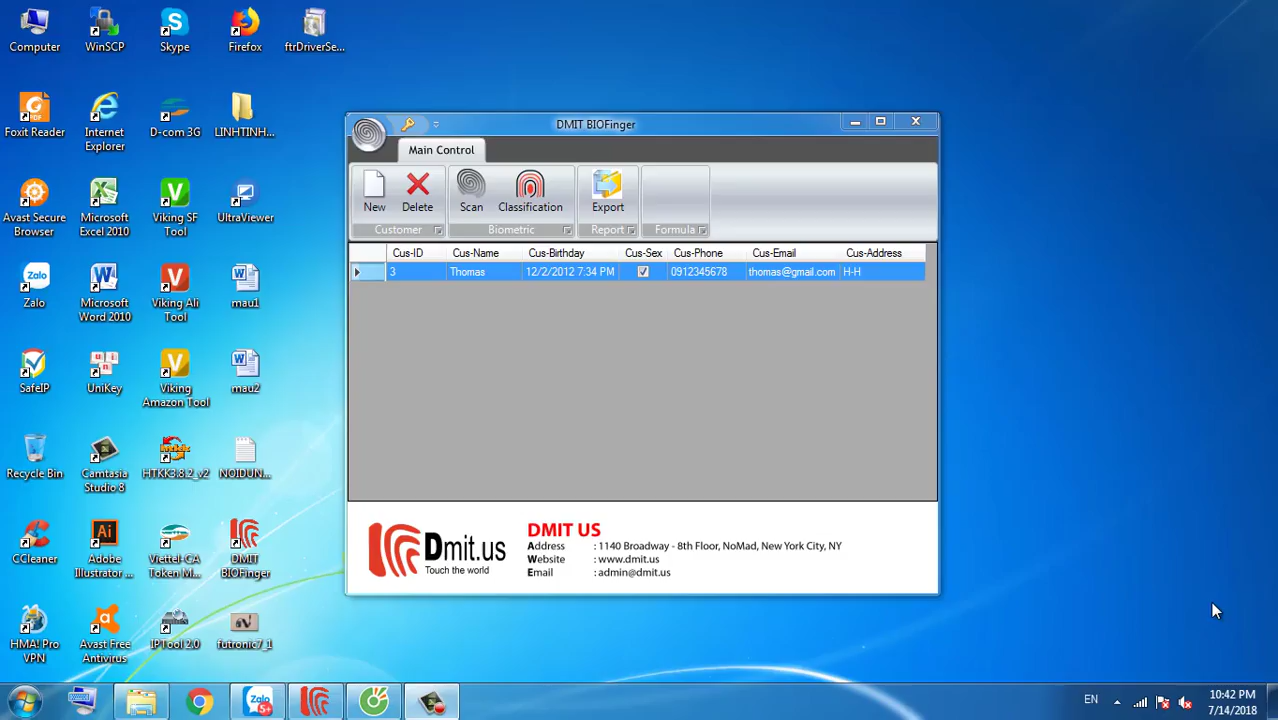 Computer
WinSCP
Skype
Firefox
ftrDriverSe...
Foxit Reader
Internet
Explorer
D-com 3G
LINHTINH...
Avast Secure
Browser
Microsoft
Excel 2010
Viking SF
Tool
UltraViewer
Zalo
Microsoft
Word 2010
Viking Ali
Tool
mau1
SafeIP
UniKey
Viking
Amazon Tool
mau2
Recycle Bin
Camtasia
Studio 8
HTKK3.8.2_v2
NOIDUN...
CCleaner
Adobe
Illustrator ...
Viettel-CA
Token M...
DMIT
BIOFinger
HMA! Pro
VPN
Avast Free
Antivirus
IPTool 2.0
futronic7_1
DMIT BIOFinger
Main Control
New
Delete
Scan
Classification
Export
Customer
Biometric
Report
Formula
Cus-ID Cus-Name Cus-Birthday Cus-Sex Cus-Phone Cus-Email Cus-Address
3 Thomas 12/2/2012 7:34 PM 0912345678 thomas@gmail.com H-H
Dmit.us
Touch the world
DMIT US
Address : 1140 Broadway - 8th Floor, NoMad, New York City, NY
Website : www.dmit.us
Email : admin@dmit.us
EN
10:42 PM
7/14/2018